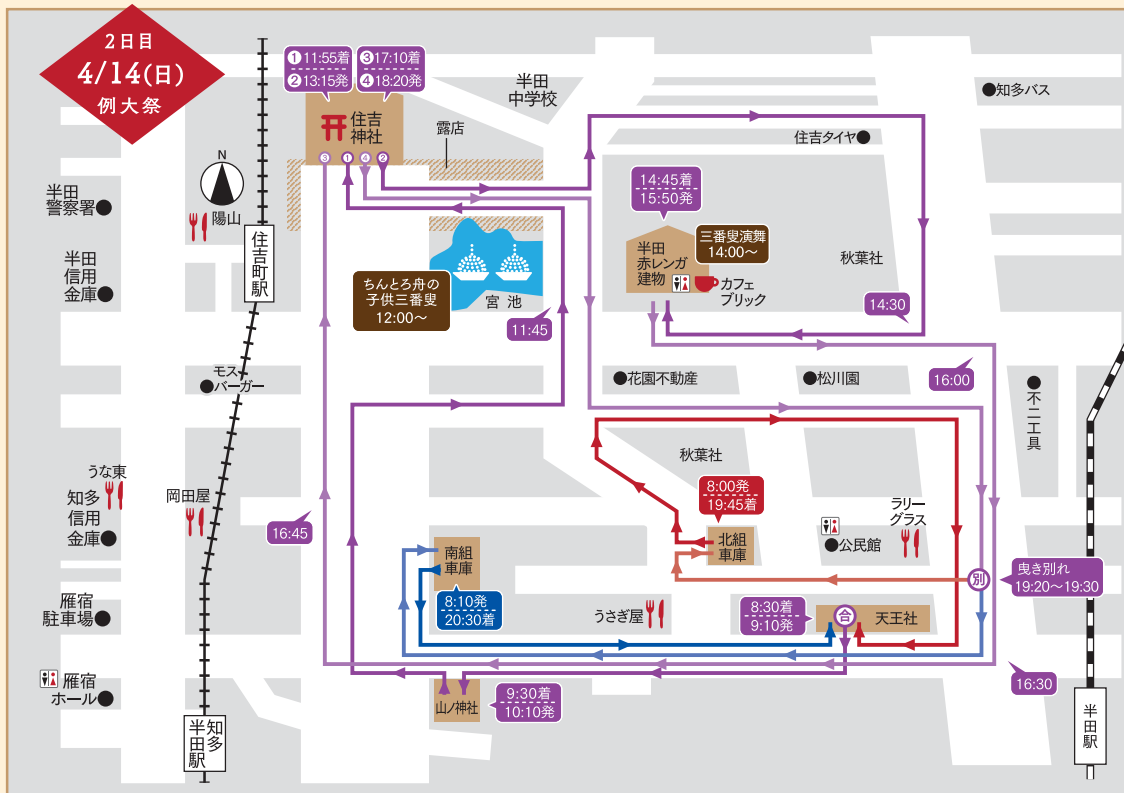 2日目
4/14(日)
例大祭
①11:55着
②13:15発
③17:10着
④18:20発
住吉
神社
③
①
④
②
露店
半田
中学校
知多バス
住吉タイヤ
N
陽山
半田
警察署
半田
信用
金庫
住吉町駅
ちんとろ舟の
子供三番叟
12:00〜
宮池
11:45
14:45着
15:50発
三番叟演舞
14:00〜
半田
赤レンガ
建物
カフェ
ブリック
秋葉社
14:30
16:00
モス
バーガー
花園不動産
松川園
不二工具
うな東
知多
信用
金庫
岡田屋
16:45
秋葉社
8:00発
19:45着
北組
車庫
ラリー
グラス
公民館
南組
車庫
8:10発
20:30着
別
曳き別れ
19:20〜19:30
雁宿
駐車場
うさぎ屋
8:30着
9:10発
合
天王社
16:30
雁宿
ホール
山ノ神社
9:30着
10:10発
知多
半田駅
半田駅